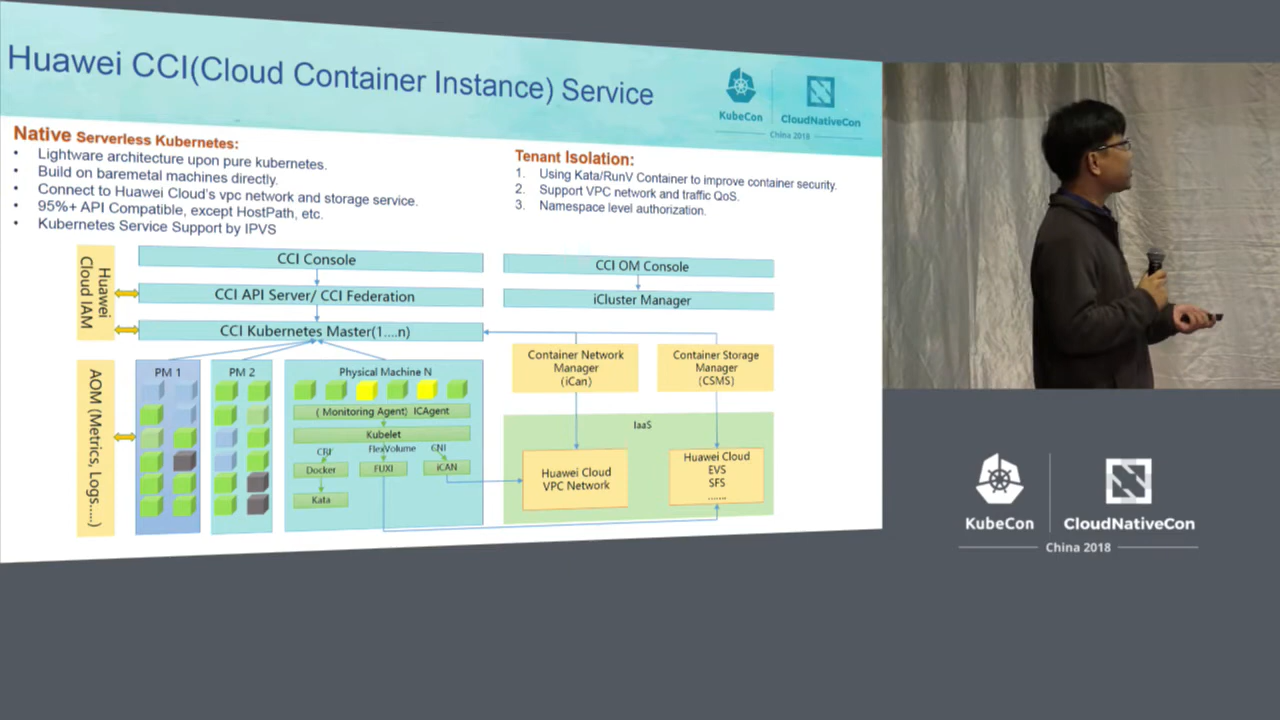 Huawei CCI(Cloud Container Instance) Service
KubeCon
CloudNativeCon
China 2018
Native Serverless Kubernetes:
• Lightware architecture upon pure kubernetes.
• Build on baremetal machines directly.
• Connect to Huawei Cloud's vpc network and storage service.
• 95%+ API Compatible, except HostPath, etc.
• Kubernetes Service Support by IPVS
Tenant Isolation:
1. Using Kata/RunV Container to improve container security.
2. Support VPC network and traffic QoS.
3. Namespace level authorization.
Huawei
Cloud IAM
CCI Console
CCI API Server/ CCI Federation
CCI Kubernetes Master(1....n)
CCI OM Console
iCluster Manager
AOM (Metrics, Logs.....)
PM 1
PM 2
Physical Machine N
( Monitoring Agent) ICAgent
Kubelet
CRI
FlexVolume
CNI
Docker
FUXI
iCAN
Kata
Container Network
Manager
(iCan)
Container Storage
Manager
(CSMS)
IaaS
Huawei Cloud
VPC Network
Huawei Cloud
EVS
SFS
.......
KubeCon
CloudNativeCon
China 2018